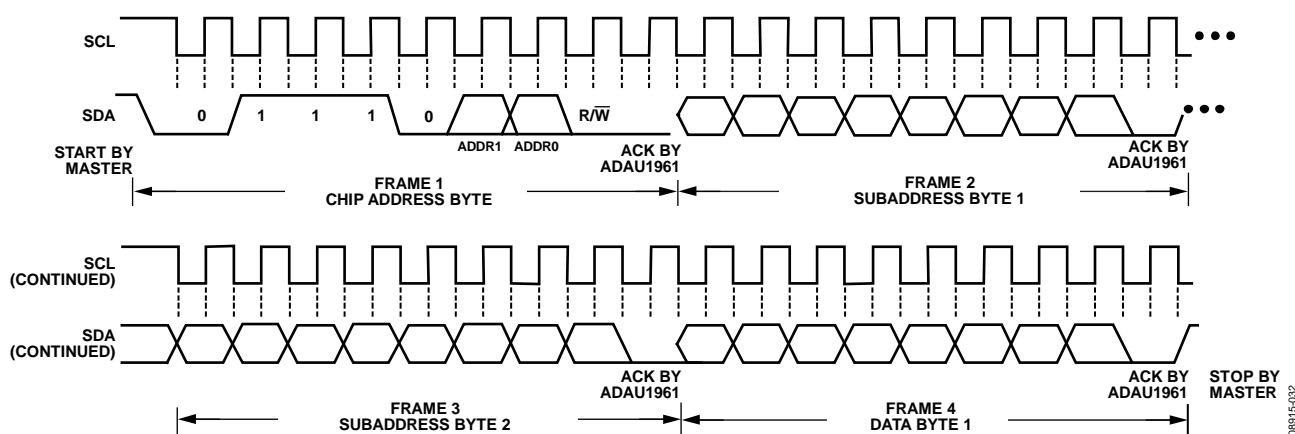 SCL
SDA
0 1 1 1 0 R/W̅
ADDR1 ADDR0
START BY
MASTER
ACK BY
ADAU1961
ACK BY
ADAU1961
FRAME 1
CHIP ADDRESS BYTE
FRAME 2
SUBADDRESS BYTE 1
SCL
(CONTINUED)
SDA
(CONTINUED)
ACK BY
ADAU1961
ACK BY
ADAU1961
STOP BY
MASTER
FRAME 3
SUBADDRESS BYTE 2
FRAME 4
DATA BYTE 1
08915-032